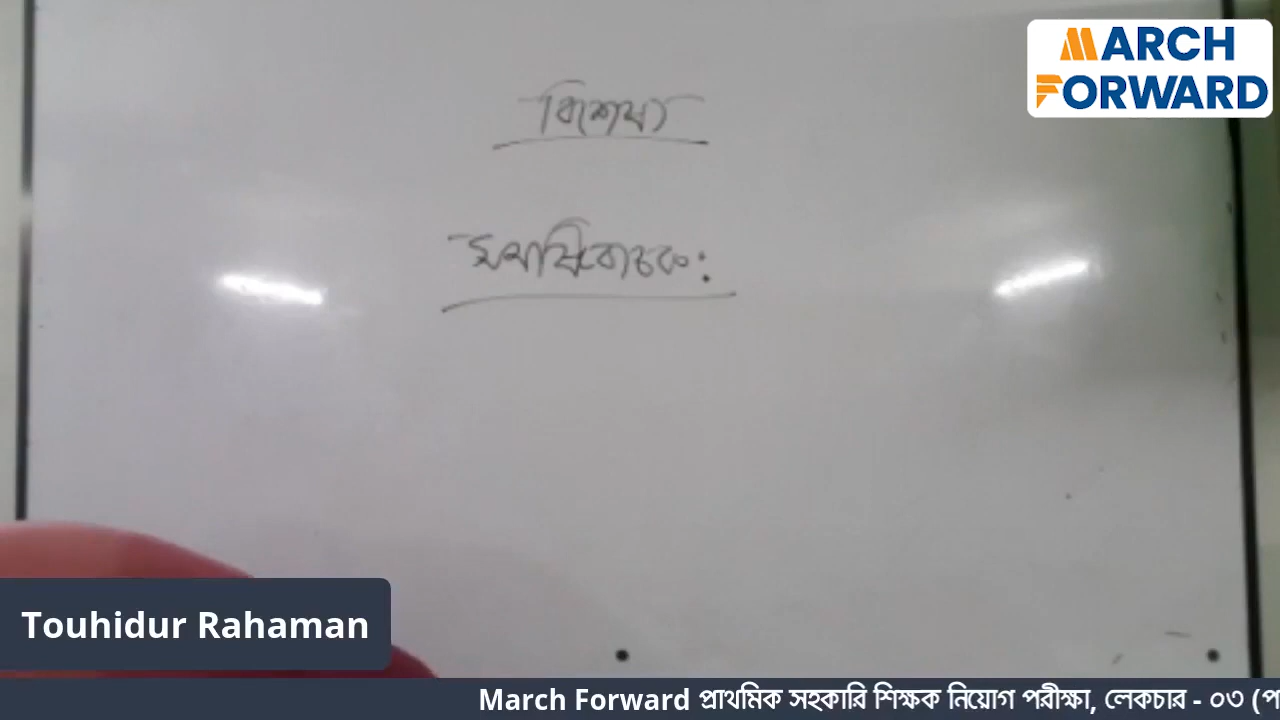 MARCH
FORWARD
বিশেষ্য
সমষ্টিবাচক:
Touhidur Rahaman
March Forward প্রাথমিক সহকারি শিক্ষক নিয়োগ পরীক্ষা, লেকচার - ০৩ (প